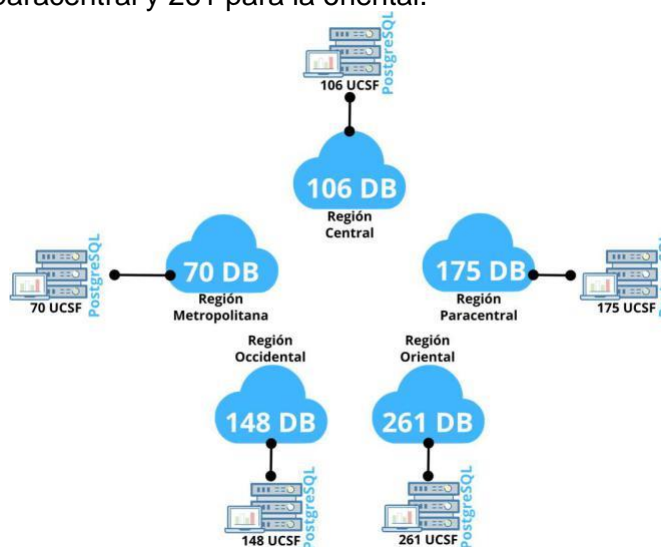 paracentral y 261 para la oriental.
PostgreSQL
106 UCSF
106 DB
Región
Central
PostgreSQL
70 UCSF
70 DB
Región
Metropolitana
175 DB
Región
Paracentral
175 UCSF
Región
Occidental
148 DB
PostgreSQL
148 UCSF
Región
Oriental
261 DB
PostgreSQL
261 UCSF